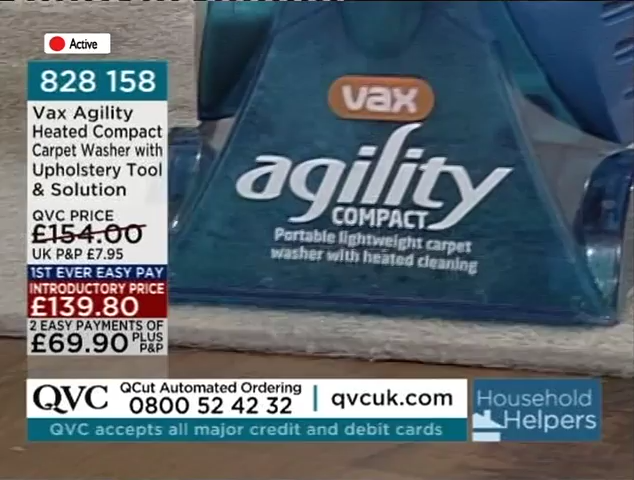 Active
828 158
Vax Agility
Heated Compact
Carpet Washer with
Upholstery Tool
& Solution
QVC PRICE
£154.00
UK P&P £7.95
1ST EVER EASY PAY
INTRODUCTORY PRICE
£139.80
2 EASY PAYMENTS OF
£69.90 PLUS P&P
vax
agility
COMPACT
Portable lightweight carpet
washer with heated cleaning
QVC
QCut Automated Ordering
0800 52 42 32
qvcuk.com
QVC accepts all major credit and debit cards
Household
Helpers